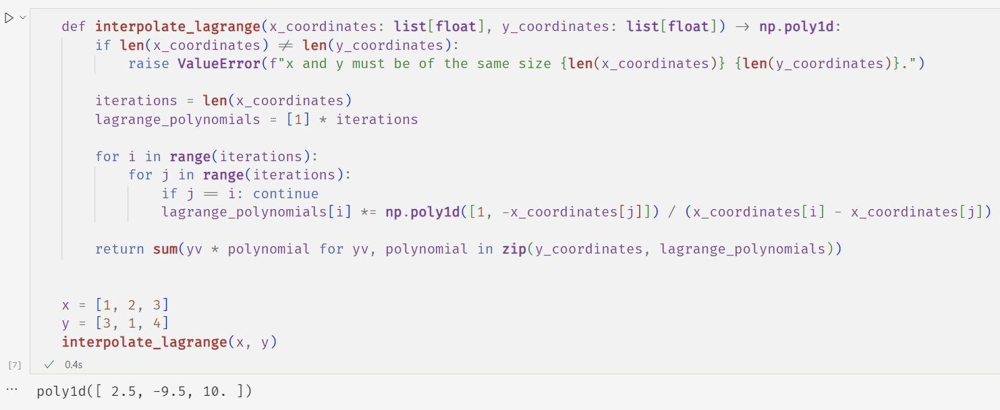 def interpolate_lagrange(x_coordinates: list[float], y_coordinates: list[float]) -> np.poly1d:
    if len(x_coordinates) != len(y_coordinates):
        raise ValueError(f"x and y must be of the same size {len(x_coordinates)} {len(y_coordinates)}.")
    iterations = len(x_coordinates)
    lagrange_polynomials = [1] * iterations
    for i in range(iterations):
        for j in range(iterations):
            if j == i: continue
            lagrange_polynomials[i] *= np.poly1d([1, -x_coordinates[j]]) / (x_coordinates[i] - x_coordinates[j])
    return sum(yv * polynomial for yv, polynomial in zip(y_coordinates, lagrange_polynomials))
x = [1, 2, 3]
y = [3, 1, 4]
interpolate_lagrange(x, y)
[7] ✓ 0.4s
... poly1d([ 2.5, -9.5, 10. ])